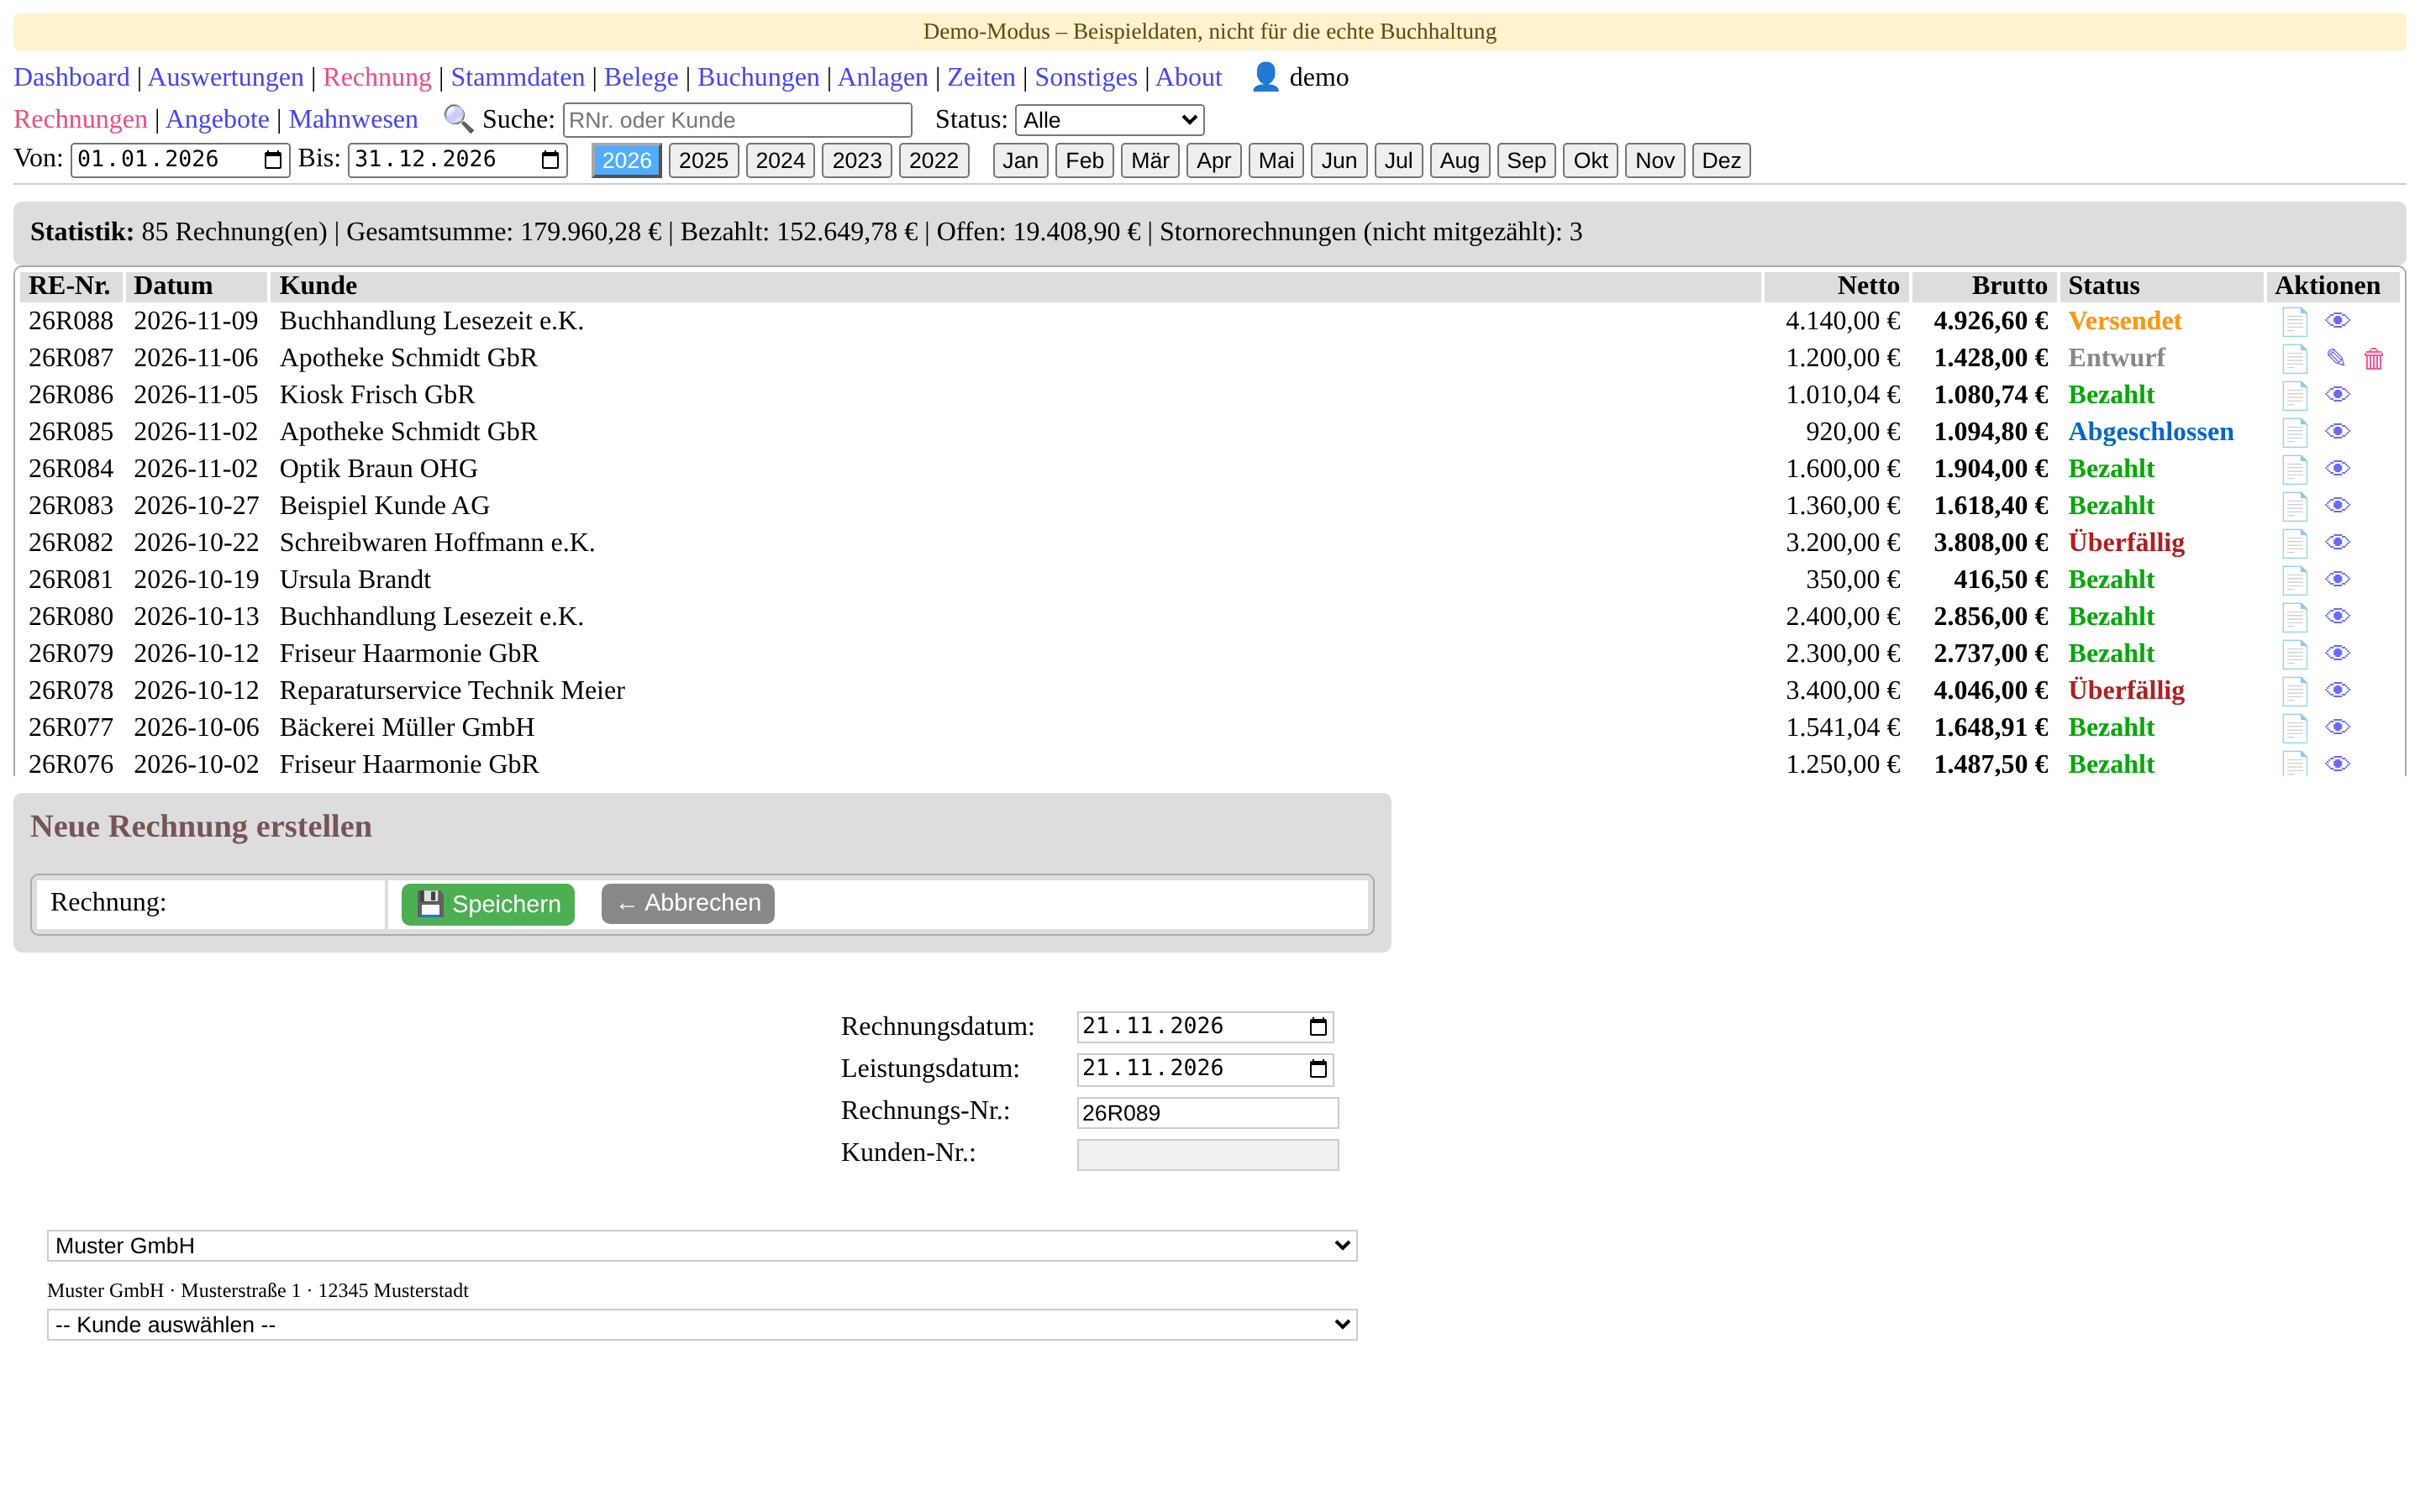 Demo-Modus – Beispieldaten, nicht für die echte Buchhaltung
Dashboard | Auswertungen | Rechnung | Stammdaten | Belege | Buchungen | Anlagen | Zeiten | Sonstiges | About 👤 demo
Rechnungen | Angebote | Mahnwesen 🔍 Suche: RNr. oder Kunde Status: Alle
Von: 01.01.2026 Bis: 31.12.2026 2026 2025 2024 2023 2022 Jan Feb Mär Apr Mai Jun Jul Aug Sep Okt Nov Dez
Statistik: 85 Rechnung(en) | Gesamtsumme: 179.960,28 € | Bezahlt: 152.649,78 € | Offen: 19.408,90 € | Stornorechnungen (nicht mitgezählt): 3
RE-Nr. Datum Kunde Netto Brutto Status Aktionen
26R088 2026-11-09 Buchhandlung Lesezeit e.K. 4.140,00 € 4.926,60 € Versendet
26R087 2026-11-06 Apotheke Schmidt GbR 1.200,00 € 1.428,00 € Entwurf
26R086 2026-11-05 Kiosk Frisch GbR 1.010,04 € 1.080,74 € Bezahlt
26R085 2026-11-02 Apotheke Schmidt GbR 920,00 € 1.094,80 € Abgeschlossen
26R084 2026-11-02 Optik Braun OHG 1.600,00 € 1.904,00 € Bezahlt
26R083 2026-10-27 Beispiel Kunde AG 1.360,00 € 1.618,40 € Bezahlt
26R082 2026-10-22 Schreibwaren Hoffmann e.K. 3.200,00 € 3.808,00 € Überfällig
26R081 2026-10-19 Ursula Brandt 350,00 € 416,50 € Bezahlt
26R080 2026-10-13 Buchhandlung Lesezeit e.K. 2.400,00 € 2.856,00 € Bezahlt
26R079 2026-10-12 Friseur Haarmonie GbR 2.300,00 € 2.737,00 € Bezahlt
26R078 2026-10-12 Reparaturservice Technik Meier 3.400,00 € 4.046,00 € Überfällig
26R077 2026-10-06 Bäckerei Müller GmbH 1.541,04 € 1.648,91 € Bezahlt
26R076 2026-10-02 Friseur Haarmonie GbR 1.250,00 € 1.487,50 € Bezahlt
Neue Rechnung erstellen
Rechnung: 💾 Speichern ← Abbrechen
Rechnungsdatum: 21.11.2026
Leistungsdatum: 21.11.2026
Rechnungs-Nr.: 26R089
Kunden-Nr.:
Muster GmbH
Muster GmbH · Musterstraße 1 · 12345 Musterstadt
-- Kunde auswählen --